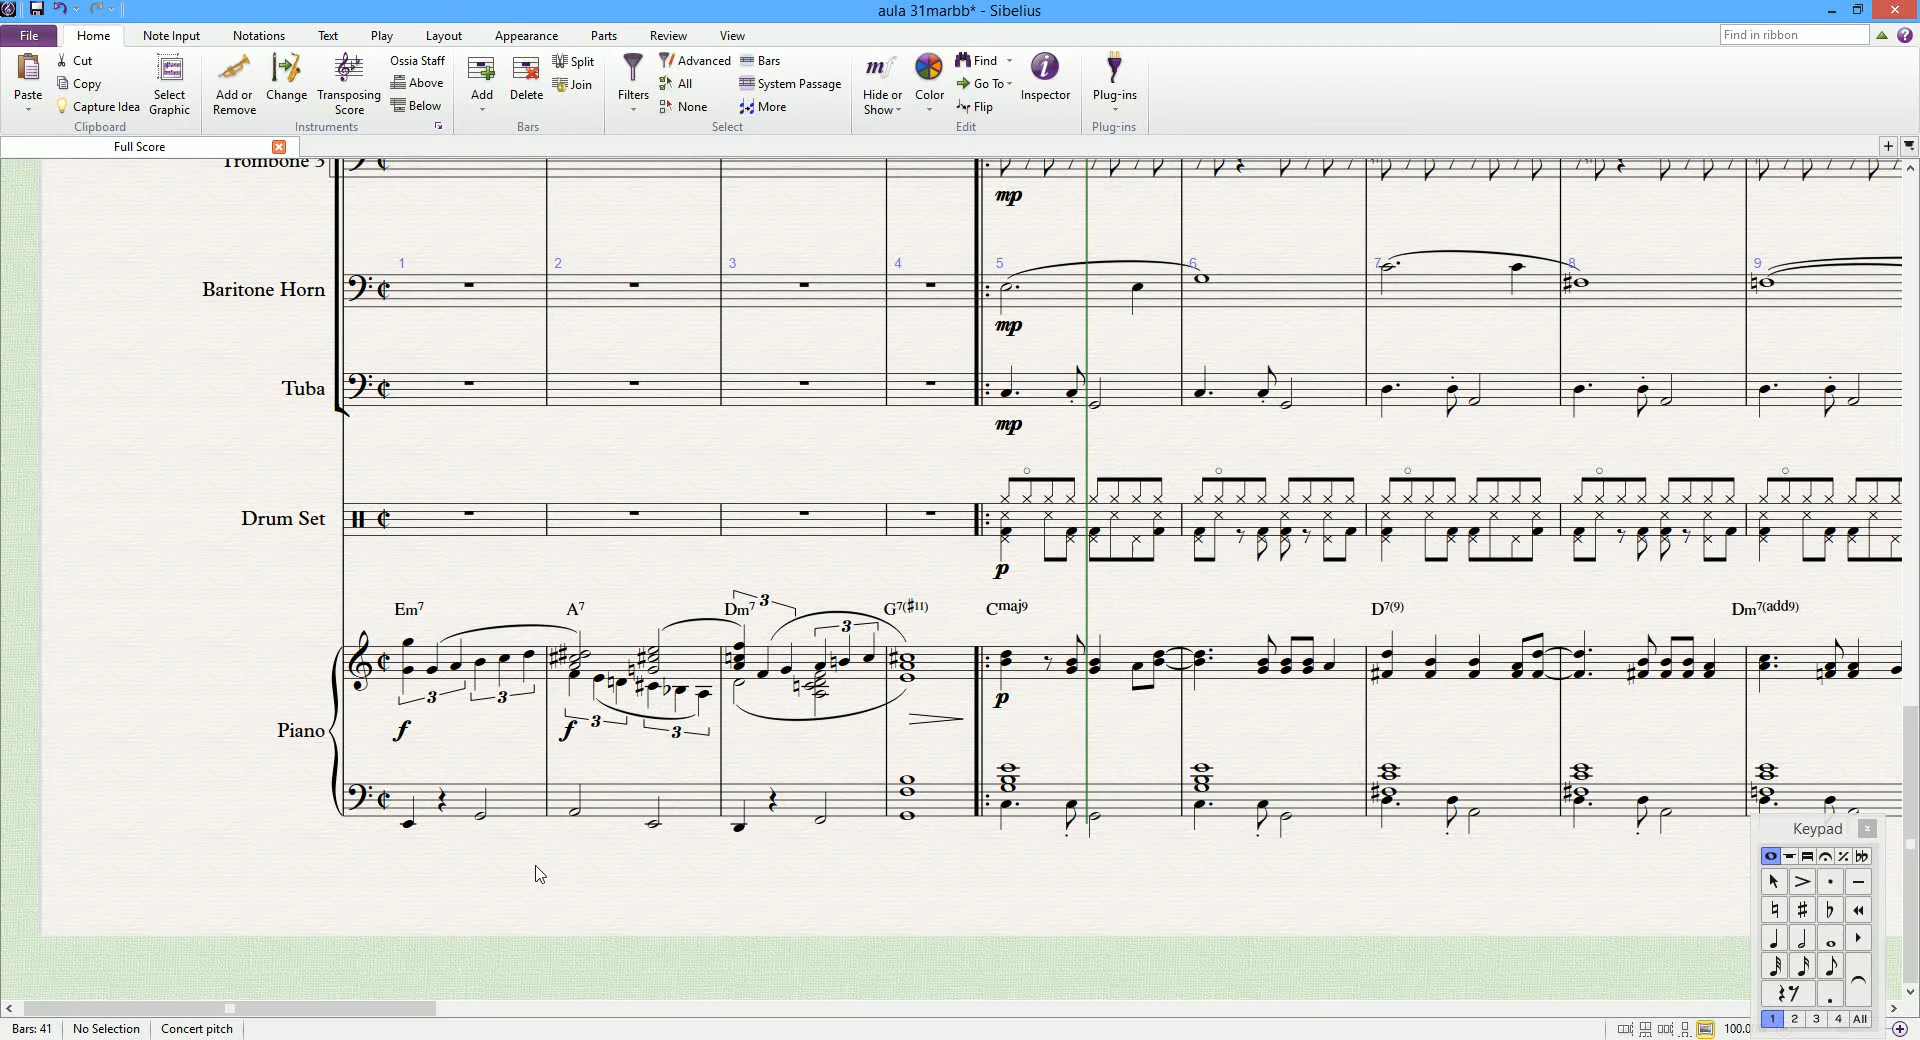 aula 31marbb* - Sibelius
File Home Note Input Notations Text Play Layout Appearance Parts Review View Find in ribbon
Paste Cut Copy Capture Idea Select Graphic Clipboard
Add or Remove Change Transposing Score Ossia Staff Above Below Instruments
Add Delete Split Join Bars
Filters Advanced All None Bars System Passage More Select
Hide or Show Color Find Go To Flip Inspector Edit
Plug-ins Plug-ins
Full Score
Trombone 3
mp
1 2 3 4 5 6 7 8 9
Baritone Horn
mp
Tuba
mp
Drum Set
p
Em7 A7 Dm7 3 G7(#11) Cmaj9 D7(9) Dm7(add9)
3
3 3
3 3
f f p
Piano
Keypad
1 2 3 4 All
Bars: 41 No Selection Concert pitch 100.0